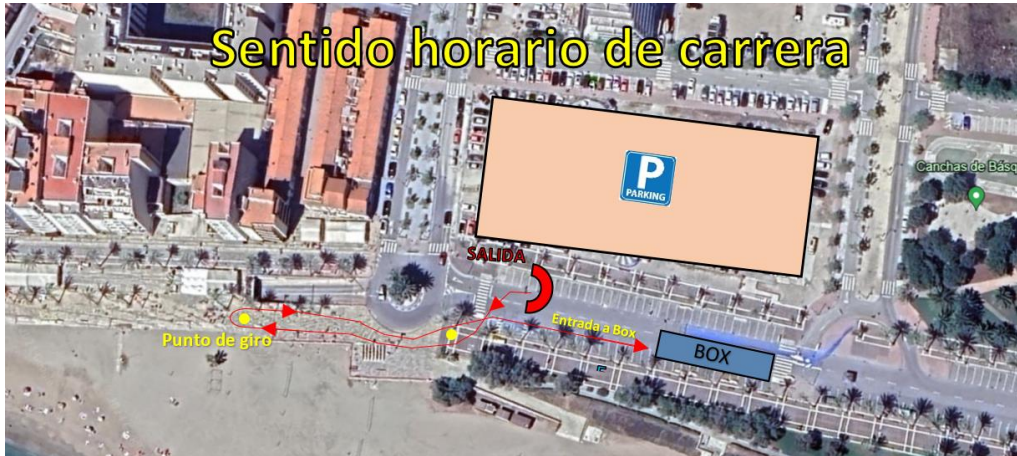 Sentido horario de carrera
P
PARKING
Canchas de Básq
SALIDA
Entrada a Box
Punto de giro
BOX